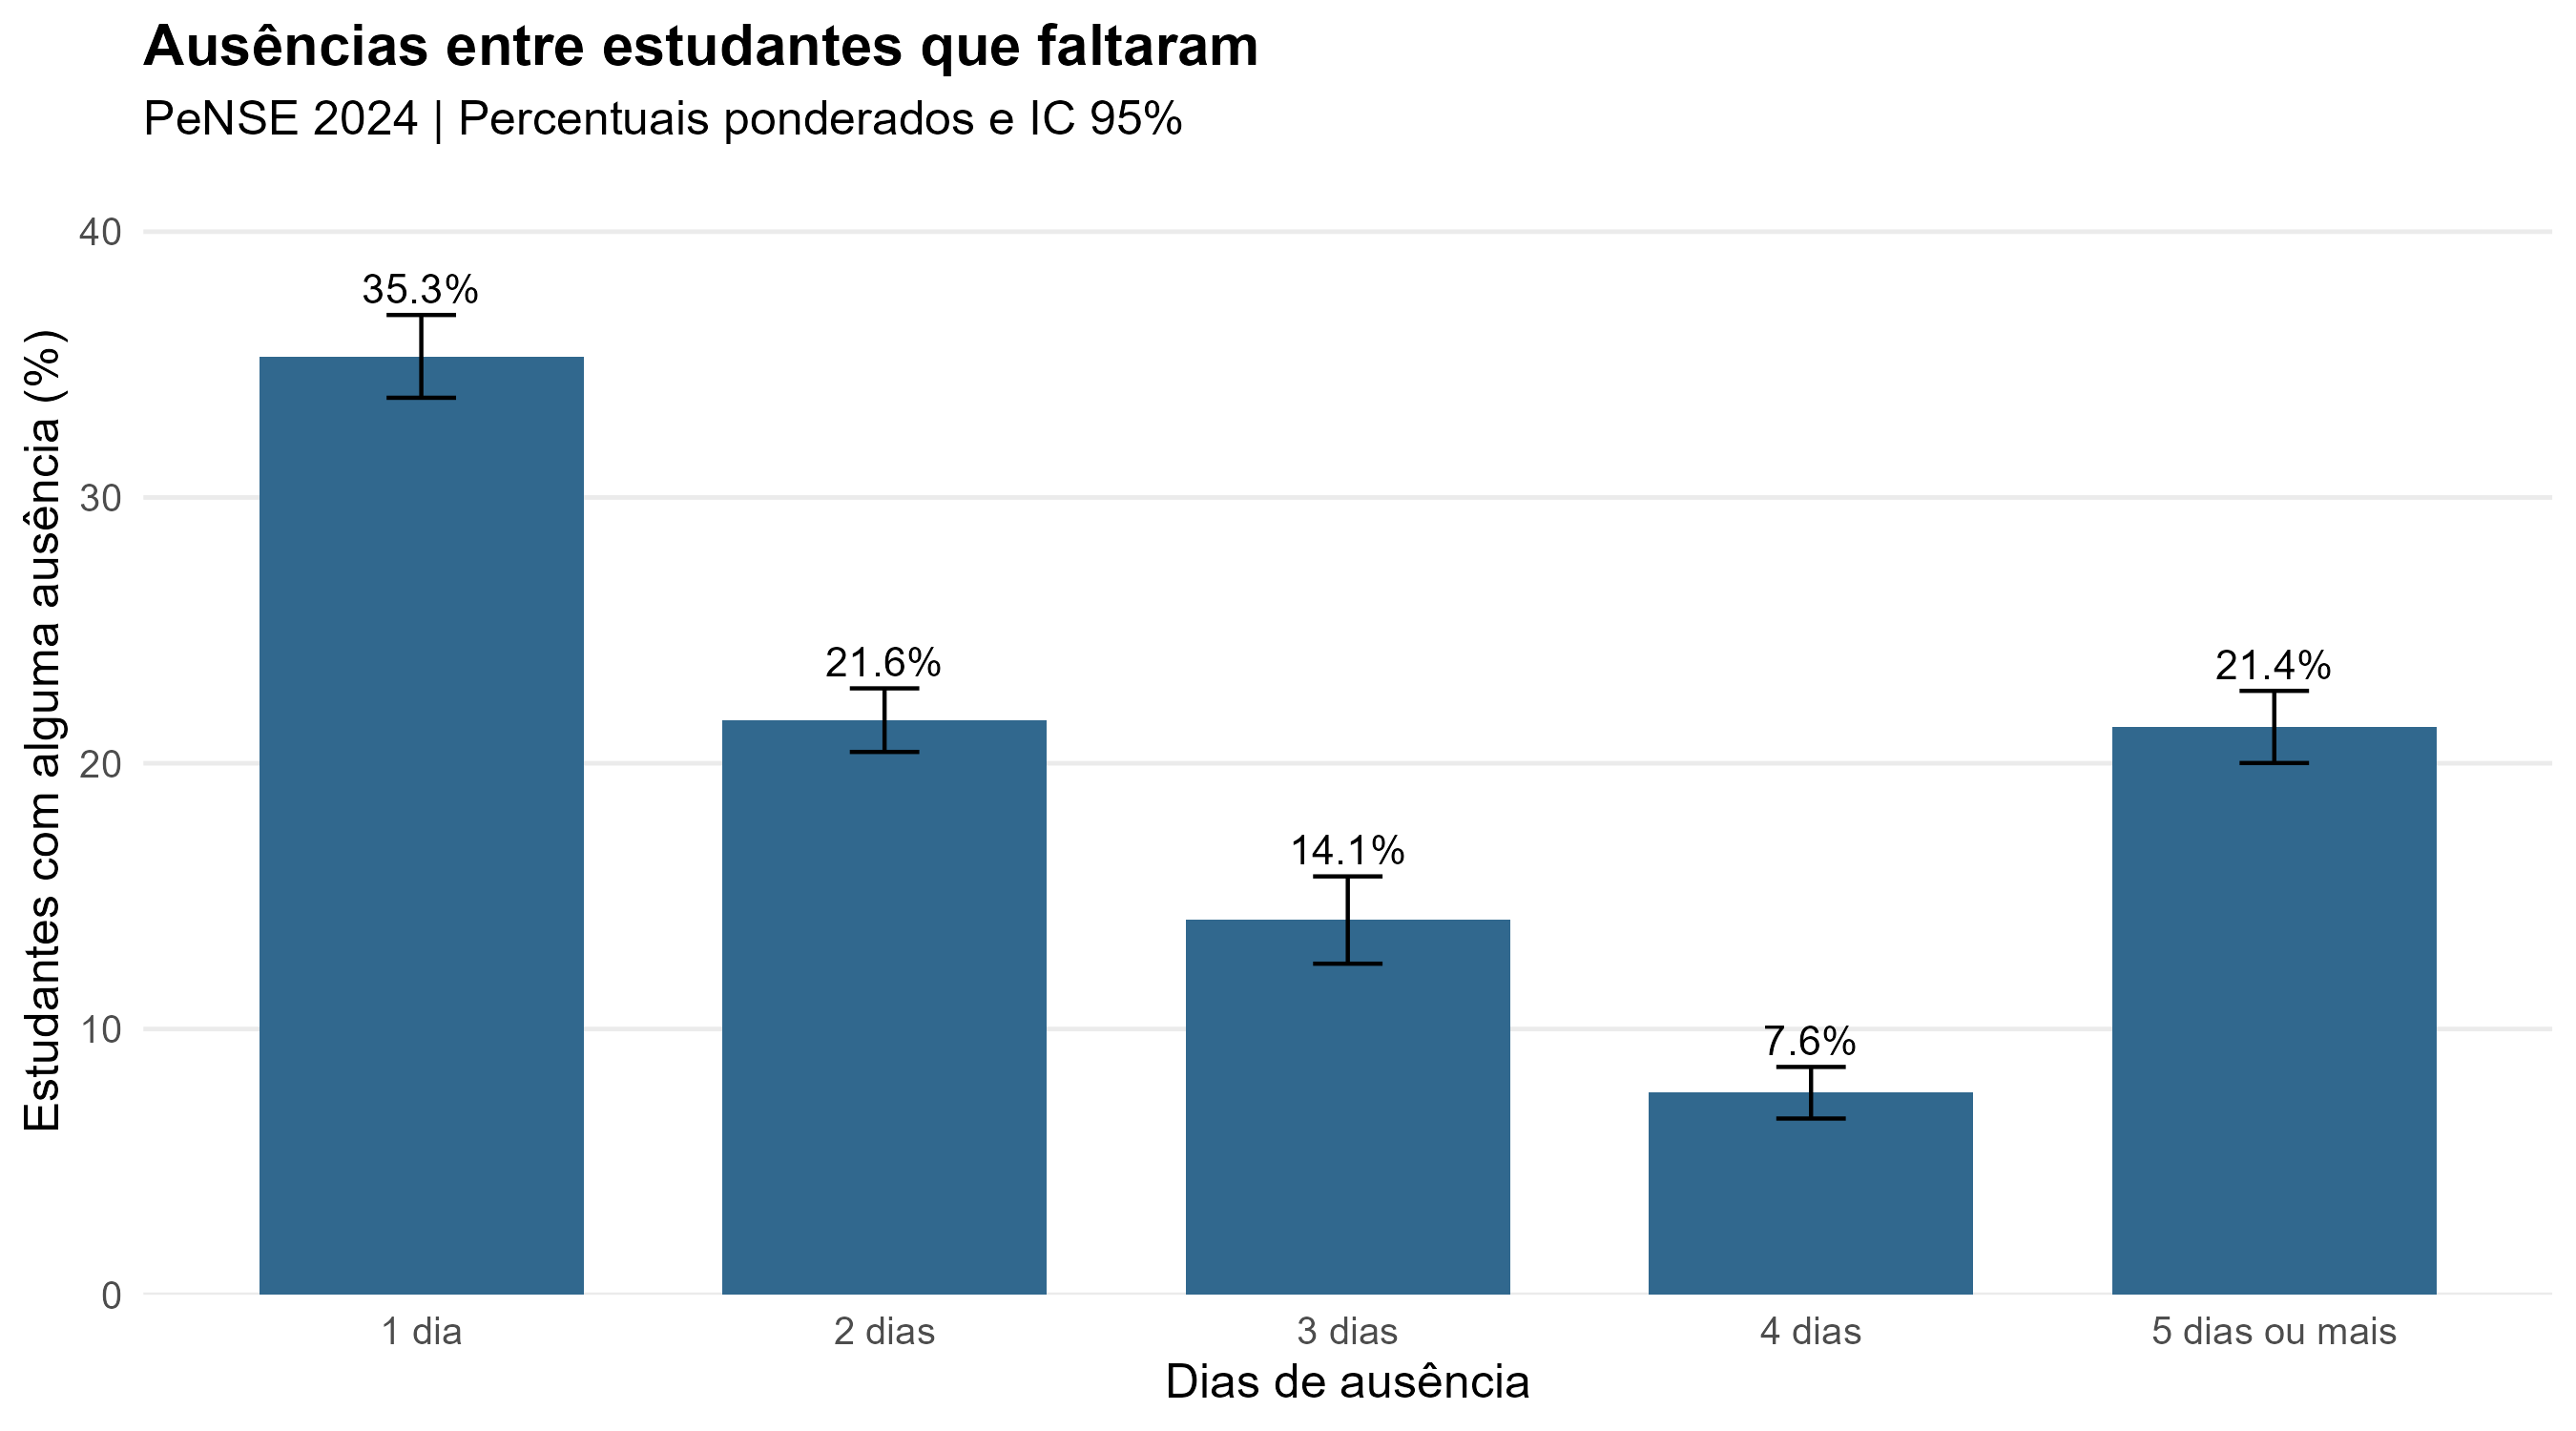 Ausências entre estudantes que faltaram
PeNSE 2024 | Percentuais ponderados e IC 95%
Estudantes com alguma ausência (%)
40
30
20
10
0
35.3%
21.6%
14.1%
7.6%
21.4%
1 dia
2 dias
3 dias
4 dias
5 dias ou mais
Dias de ausência